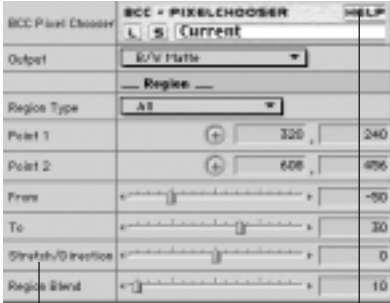 BCC Pixel Chooser BCC - PIXELCHOOSER HELP
L S Current
Output B/W Matte
Region
Region Type All
Point 1 320 , 240
Point 2 608 , 456
From -50
To 30
Stretch/Direction 0
Region Blend 10